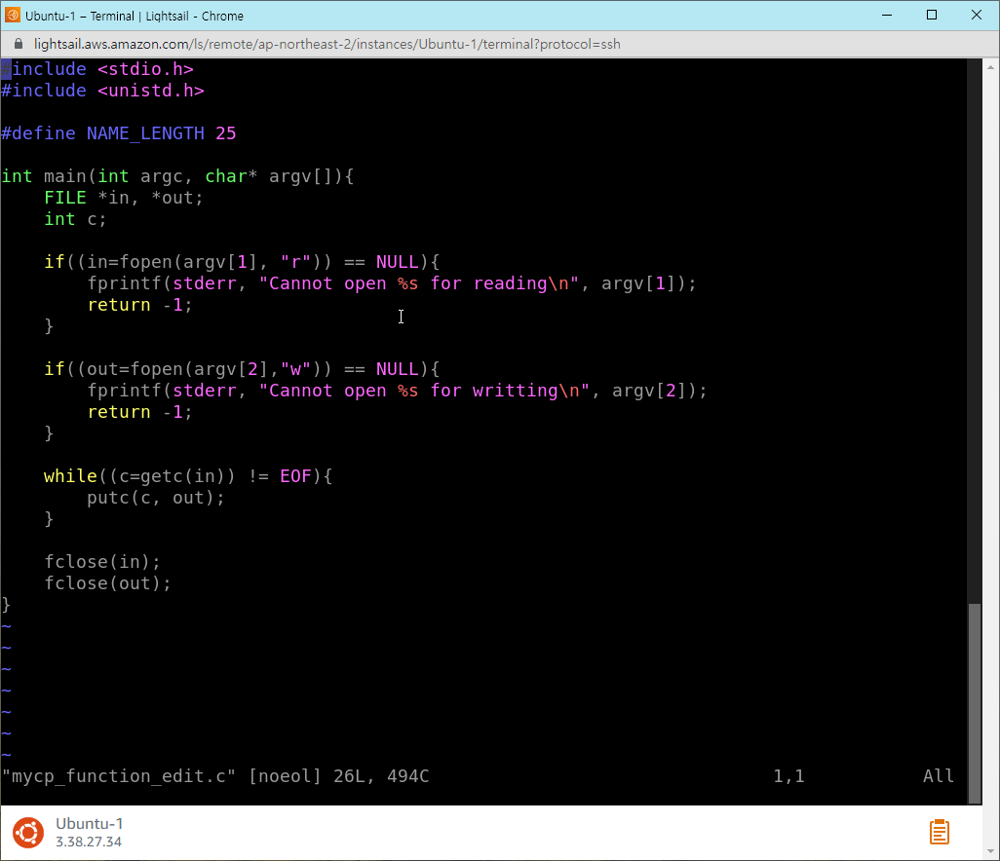 Ubuntu-1 – Terminal | Lightsail - Chrome
lightsail.aws.amazon.com/ls/remote/ap-northeast-2/instances/Ubuntu-1/terminal?protocol=ssh
#include <stdio.h>
#include <unistd.h>
#define NAME_LENGTH 25
int main(int argc, char* argv[]){
    FILE *in, *out;
    int c;
    if((in=fopen(argv[1], "r")) == NULL){
        fprintf(stderr, "Cannot open %s for reading\n", argv[1]);
        return -1;
    }
    if((out=fopen(argv[2],"w")) == NULL){
        fprintf(stderr, "Cannot open %s for writting\n", argv[2]);
        return -1;
    }
    while((c=getc(in)) != EOF){
        putc(c, out);
    }
    fclose(in);
    fclose(out);
}
~
~
~
~
~
~
~
"mycp_function_edit.c" [noeol] 26L, 494C 1,1 All
Ubuntu-1
3.38.27.34